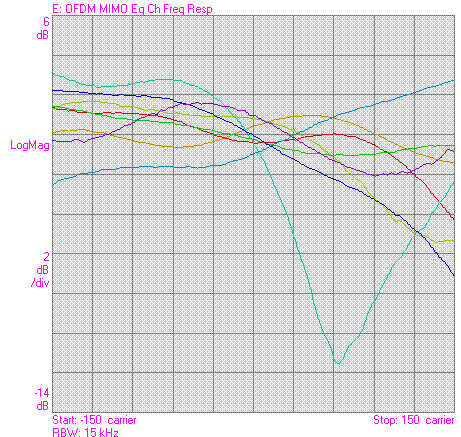 E: OFDM MIMO Eq Ch Freq Resp
6
dB
LogMag
2
dB
/div
-14
dB
Start: -150 carrier
Stop: 150 carrier
RBW: 15 kHz